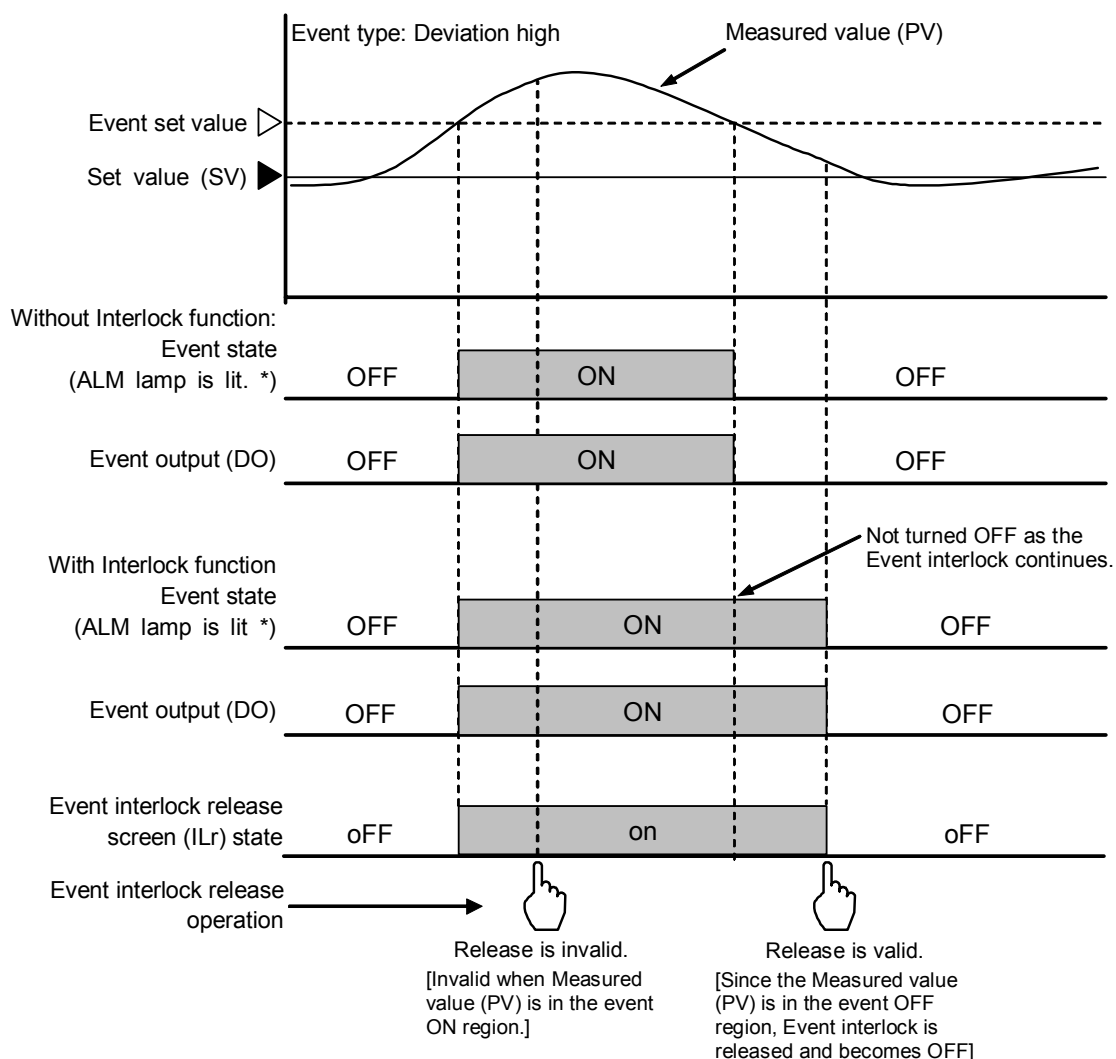 Event type: Deviation high
Measured value (PV)
Event set value
Set value (SV)
Without Interlock function:
Event state
(ALM lamp is lit. *)
OFF
ON
OFF
Event output (DO)
OFF
ON
OFF
Not turned OFF as the
Event interlock continues.
With Interlock function
Event state
(ALM lamp is lit *)
OFF
ON
OFF
Event output (DO)
OFF
ON
OFF
Event interlock release
screen (ILr) state
oFF
on
oFF
Event interlock release
operation
Release is invalid.
[Invalid when Measured
value (PV) is in the event
ON region.]
Release is valid.
[Since the Measured value
(PV) is in the event OFF
region, Event interlock is
released and becomes OFF]